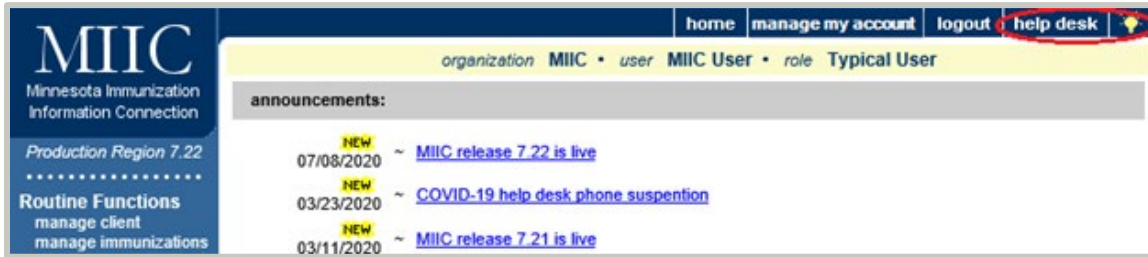 home manage my account logout help desk
MIIC
Minnesota Immunization
Information Connection
organization MIIC • user MIIC User • role Typical User
announcements:
Production Region 7.22
NEW
07/08/2020 ~ MIIC release 7.22 is live
NEW
03/23/2020 ~ COVID-19 help desk phone suspention
NEW
03/11/2020 ~ MIIC release 7.21 is live
Routine Functions
manage client
manage immunizations